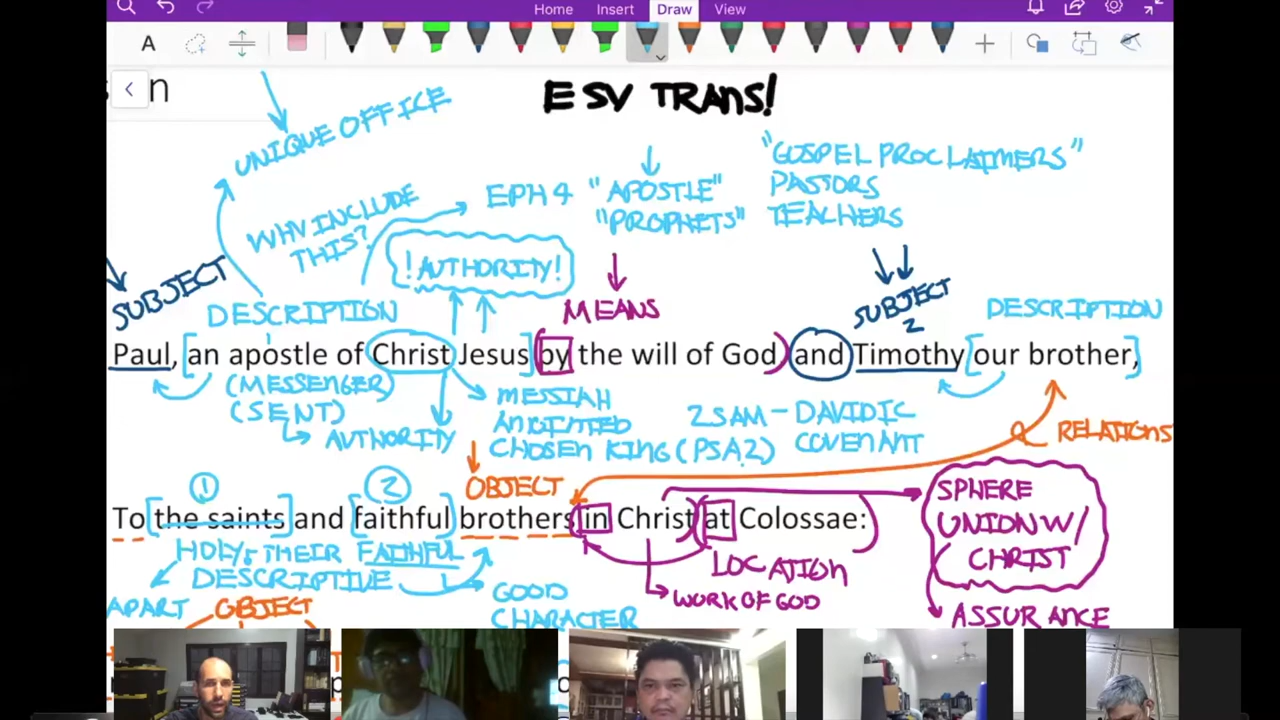 Home Insert Draw View
A
n
ESV TRANS!
UNIQUE OFFICE
"GOSPEL PROCLAIMERS"
WHY INCLUDE
THIS?
EPH 4 "APOSTLE" PASTORS
"PROPHETS" TEACHERS
!AUTHORITY!
SUBJECT
DESCRIPTION
MEANS
SUBJECT
2
DESCRIPTION
Paul, [an apostle of Christ Jesus] (by the will of God) and Timothy [our brother,]
(MESSENGER)
(SENT)
AUTHORITY
MESSIAH
ANOINTED
CHOSEN KING (PSA 2)
2 SAM - DAVIDIC
COVENANT
RELATIONS
1
2
OBJECT
To [the saints] and [faithful] brothers (in Christ) (at Colossae:)
SPHERE
UNION W/
CHRIST
HOLY, THEIR FAITHFUL
DESCRIPTIVE
LOCATION
WORK OF GOD
ASSURANCE
GOOD
CHARACTER
APART
OBJECT